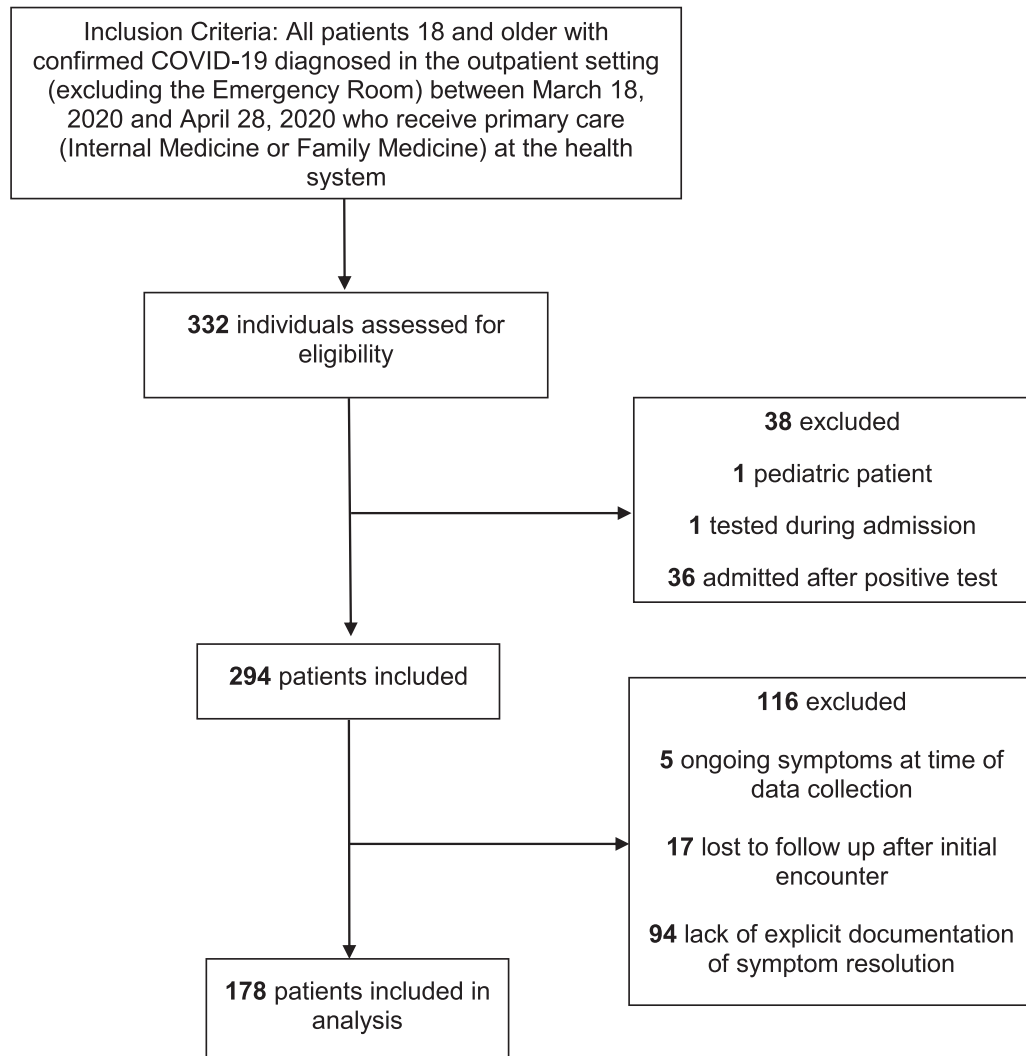 Inclusion Criteria: All patients 18 and older with
confirmed COVID-19 diagnosed in the outpatient setting
(excluding the Emergency Room) between March 18,
2020 and April 28, 2020 who receive primary care
(Internal Medicine or Family Medicine) at the health
system
332 individuals assessed for
eligibility
38 excluded
1 pediatric patient
1 tested during admission
36 admitted after positive test
294 patients included
116 excluded
5 ongoing symptoms at time of
data collection
17 lost to follow up after initial
encounter
94 lack of explicit documentation
of symptom resolution
178 patients included in
analysis